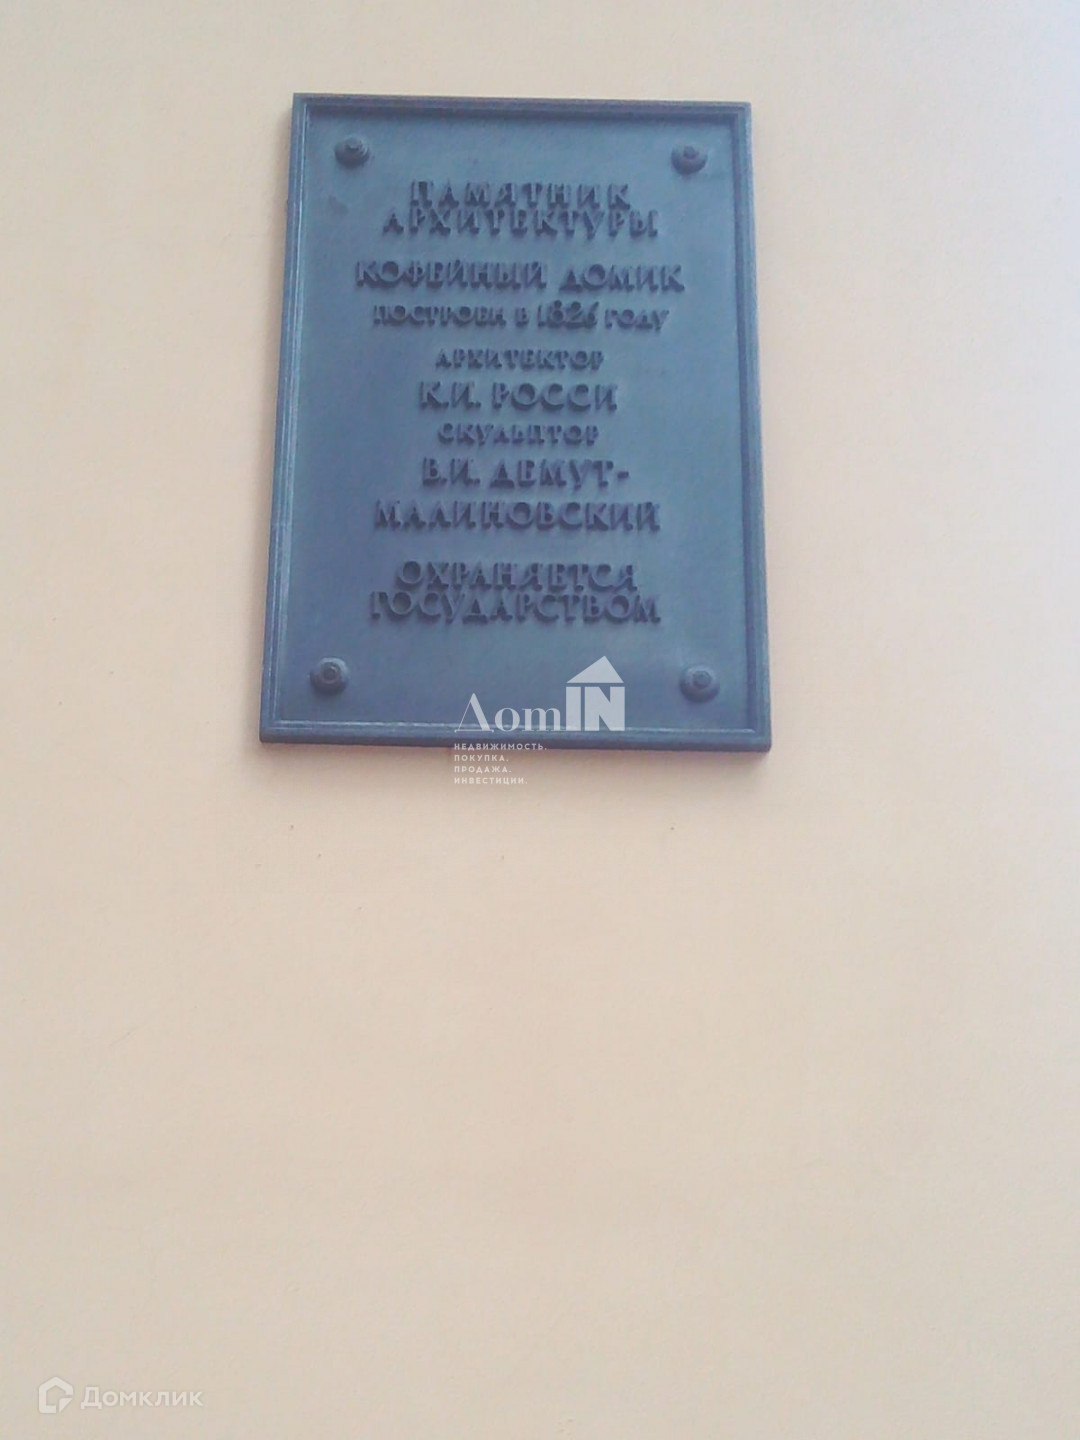 ПАМЯТНИК
АРХИТЕКТУРЫ
КОФЕЙНЫЙ ДОМИК
ПОСТРОЕН В 1826 ГОДУ
АРХИТЕКТОР
К.И. РОССИ
СКУЛЬПТОР
В.И. ДЕМУТ-
МАЛИНОВСКИЙ
ОХРАНЯЕТСЯ
ГОСУДАРСТВОМ
ДomIN
НЕДВИЖИМОСТЬ.
ПОКУПКА.
ПРОДАЖА.
ИНВЕСТИЦИИ.
Домклик